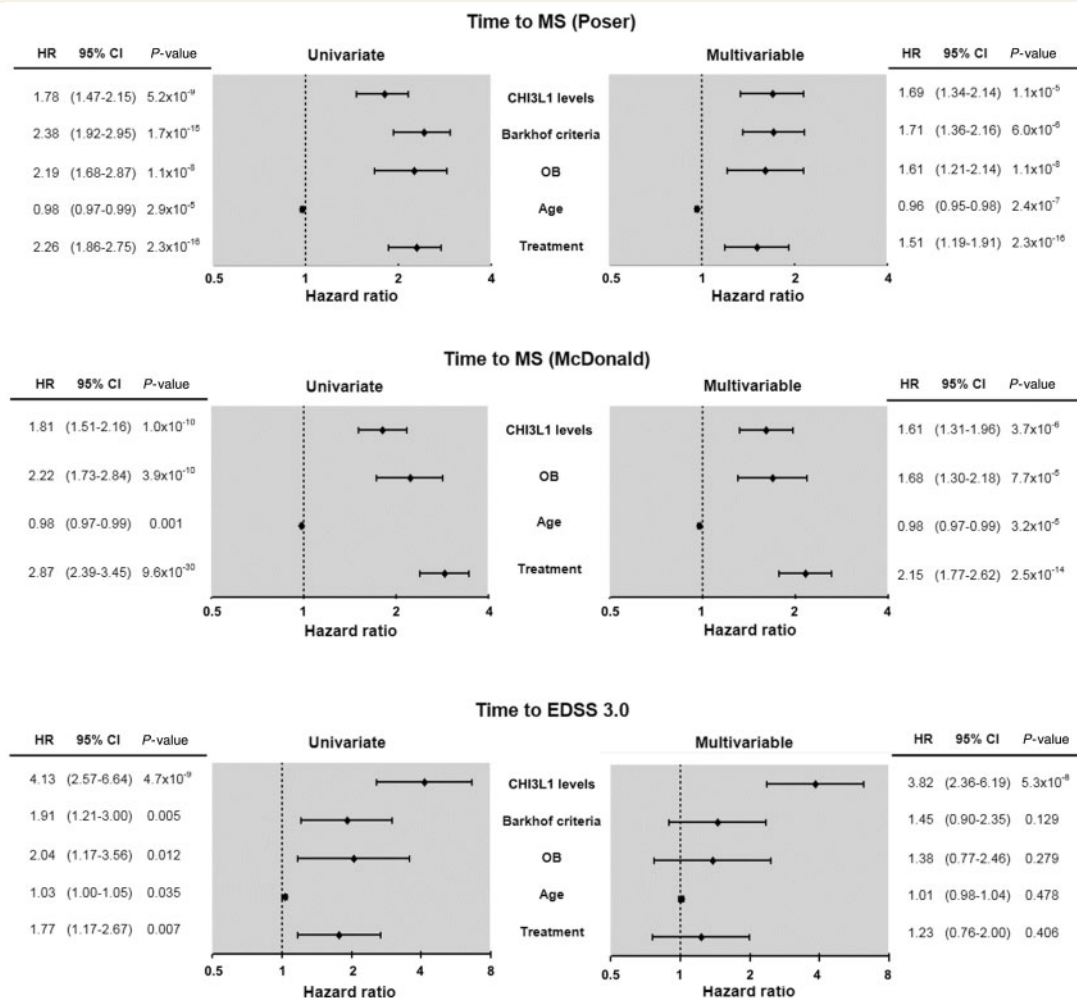 Time to MS (Poser)
HR 95% CI P-value Univariate Multivariable HR 95% CI P-value
1.78 (1.47-2.15) 5.2x10⁻⁹ CHI3L1 levels 1.69 (1.34-2.14) 1.1x10⁻⁵
2.38 (1.92-2.95) 1.7x10⁻¹⁵ Barkhof criteria 1.71 (1.36-2.16) 6.0x10⁻⁶
2.19 (1.68-2.87) 1.1x10⁻⁸ OB 1.61 (1.21-2.14) 1.1x10⁻⁸
0.98 (0.97-0.99) 2.9x10⁻⁵ Age 0.96 (0.95-0.98) 2.4x10⁻⁷
2.26 (1.86-2.75) 2.3x10⁻¹⁶ Treatment 1.51 (1.19-1.91) 2.3x10⁻¹⁶
0.5 1 2 4 0.5 1 2 4
Hazard ratio Hazard ratio
Time to MS (McDonald)
HR 95% CI P-value Univariate Multivariable HR 95% CI P-value
1.81 (1.51-2.16) 1.0x10⁻¹⁰ CHI3L1 levels 1.61 (1.31-1.96) 3.7x10⁻⁶
2.22 (1.73-2.84) 3.9x10⁻¹⁰ OB 1.68 (1.30-2.18) 7.7x10⁻⁵
0.98 (0.97-0.99) 0.001 Age 0.98 (0.97-0.99) 3.2x10⁻⁵
2.87 (2.39-3.45) 9.6x10⁻³⁰ Treatment 2.15 (1.77-2.62) 2.5x10⁻¹⁴
0.5 1 2 4 0.5 1 2 4
Hazard ratio Hazard ratio
Time to EDSS 3.0
HR 95% CI P-value Univariate Multivariable HR 95% CI P-value
4.13 (2.57-6.64) 4.7x10⁻⁹ CHI3L1 levels 3.82 (2.36-6.19) 5.3x10⁻⁸
1.91 (1.21-3.00) 0.005 Barkhof criteria 1.45 (0.90-2.35) 0.129
2.04 (1.17-3.56) 0.012 OB 1.38 (0.77-2.46) 0.279
1.03 (1.00-1.05) 0.035 Age 1.01 (0.98-1.04) 0.478
1.77 (1.17-2.67) 0.007 Treatment 1.23 (0.76-2.00) 0.406
0.5 1 2 4 8 0.5 1 2 4 8
Hazard ratio Hazard ratio